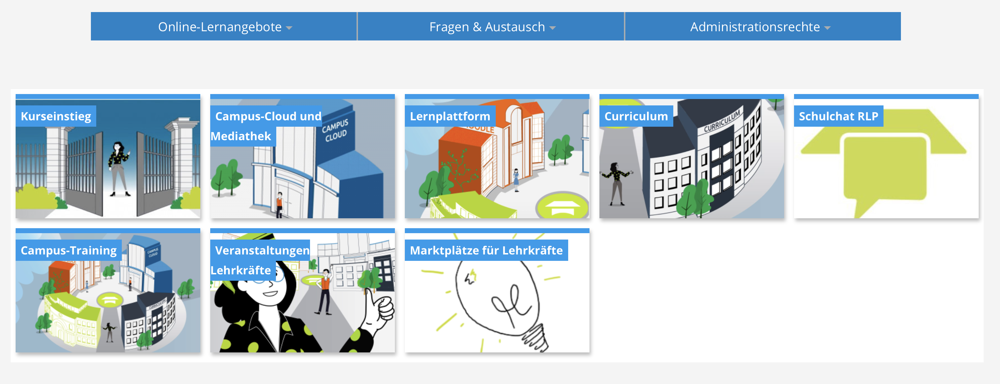 Online-Lernangebote
Fragen & Austausch
Administrationsrechte
Kurseinstieg
Campus-Cloud und
Mediathek
CAMPUS
CLOUD
Lernplattform
Curriculum
CURRICULUM
Schulchat RLP
Campus-Training
CAMPUS
CLOUD
CURRICULUM
Veranstaltungen
Lehrkräfte
Marktplätze für Lehrkräfte